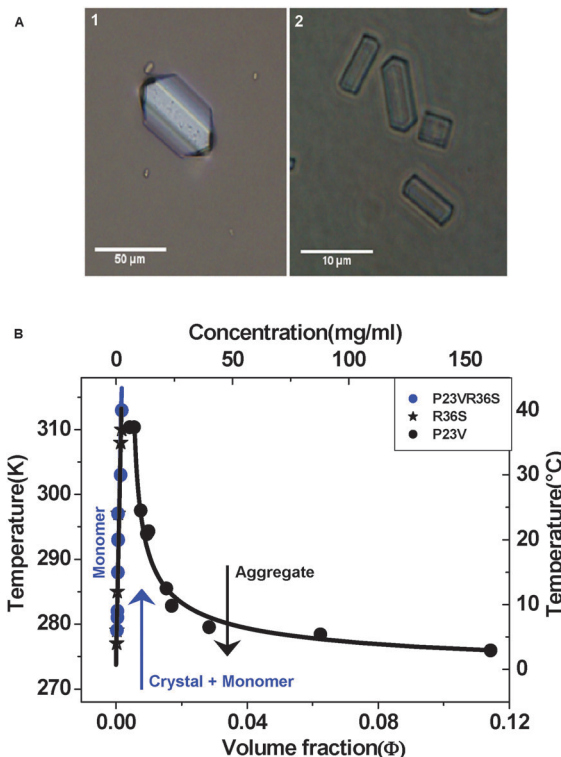 A
1
2
50 µm
10 µm
B
Concentration(mg/ml)
0 50 100 150
P23VR36S
R36S
P23V
Temperature(K)
310
300
290
280
270
Temperature(°C)
40
30
20
10
0
Monomer
Aggregate
Crystal + Monomer
0.00 0.04 0.08 0.12
Volume fraction(Φ)